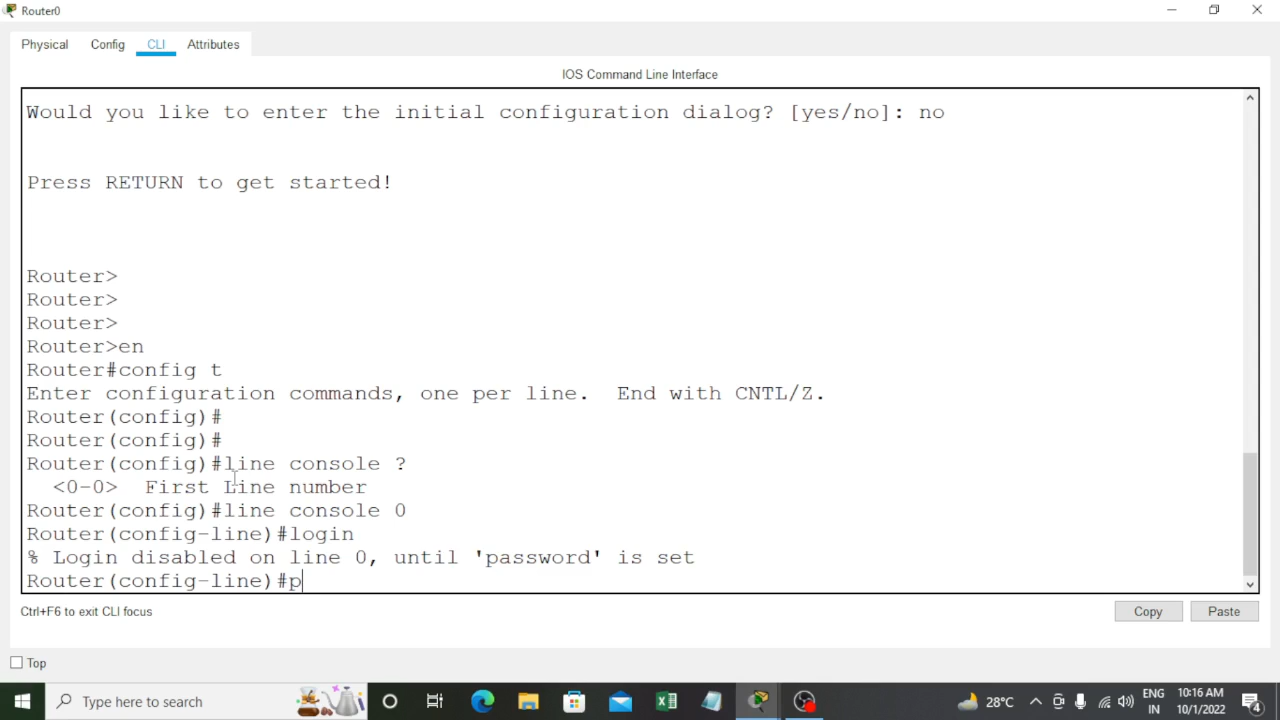 Router0
Physical Config CLI Attributes
IOS Command Line Interface
Would you like to enter the initial configuration dialog? [yes/no]: no
Press RETURN to get started!
Router>
Router>
Router>
Router>en
Router#config t
Enter configuration commands, one per line.  End with CNTL/Z.
Router(config)#
Router(config)#
Router(config)#line console ?
  <0-0>  First Line number
Router(config)#line console 0
Router(config-line)#login
% Login disabled on line 0, until 'password' is set
Router(config-line)#p
Ctrl+F6 to exit CLI focus
Copy Paste
Top
Type here to search
28°C
ENG
IN
10:16 AM
10/1/2022
4